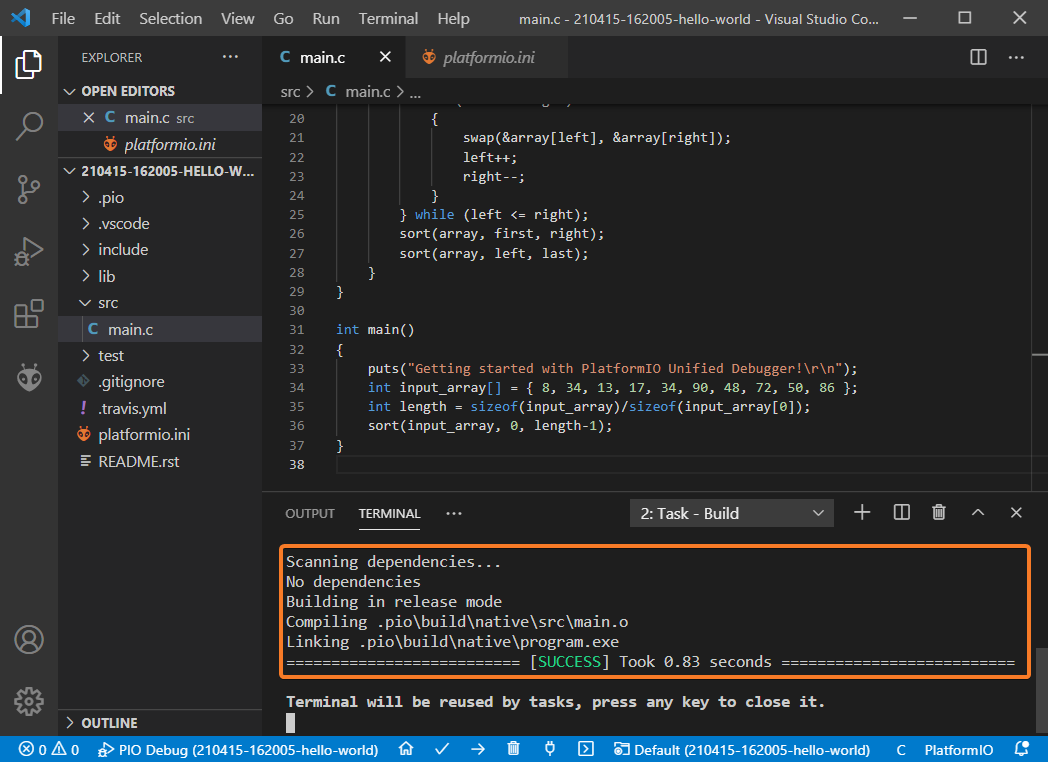 File Edit Selection View Go Run Terminal Help main.c - 210415-162005-hello-world - Visual Studio Co...
EXPLORER
OPEN EDITORS
main.c src
platformio.ini
210415-162005-HELLO-W...
.pio
.vscode
include
lib
src
C main.c
test
.gitignore
! .travis.yml
platformio.ini
README.rst
OUTLINE
C main.c platformio.ini
src > C main.c > ...
20 {
21 swap(&array[left], &array[right]);
22 left++;
23 right--;
24 }
25 } while (left <= right);
26 sort(array, first, right);
27 sort(array, left, last);
28 }
29 }
30
31 int main()
32 {
33 puts("Getting started with PlatformIO Unified Debugger!\r\n");
34 int input_array[] = { 8, 34, 13, 17, 34, 90, 48, 72, 50, 86 };
35 int length = sizeof(input_array)/sizeof(input_array[0]);
36 sort(input_array, 0, length-1);
37 }
38
OUTPUT TERMINAL ... 2: Task - Build
Scanning dependencies...
No dependencies
Building in release mode
Compiling .pio\build\native\src\main.o
Linking .pio\build\native\program.exe
========================== [SUCCESS] Took 0.83 seconds ==========================
Terminal will be reused by tasks, press any key to close it.
0 0 PIO Debug (210415-162005-hello-world) Default (210415-162005-hello-world) C PlatformIO